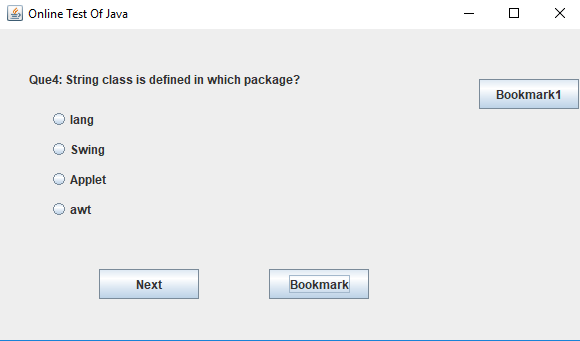 Online Test Of Java
Que4: String class is defined in which package?
Bookmark1
lang
Swing
Applet
awt
Next
Bookmark